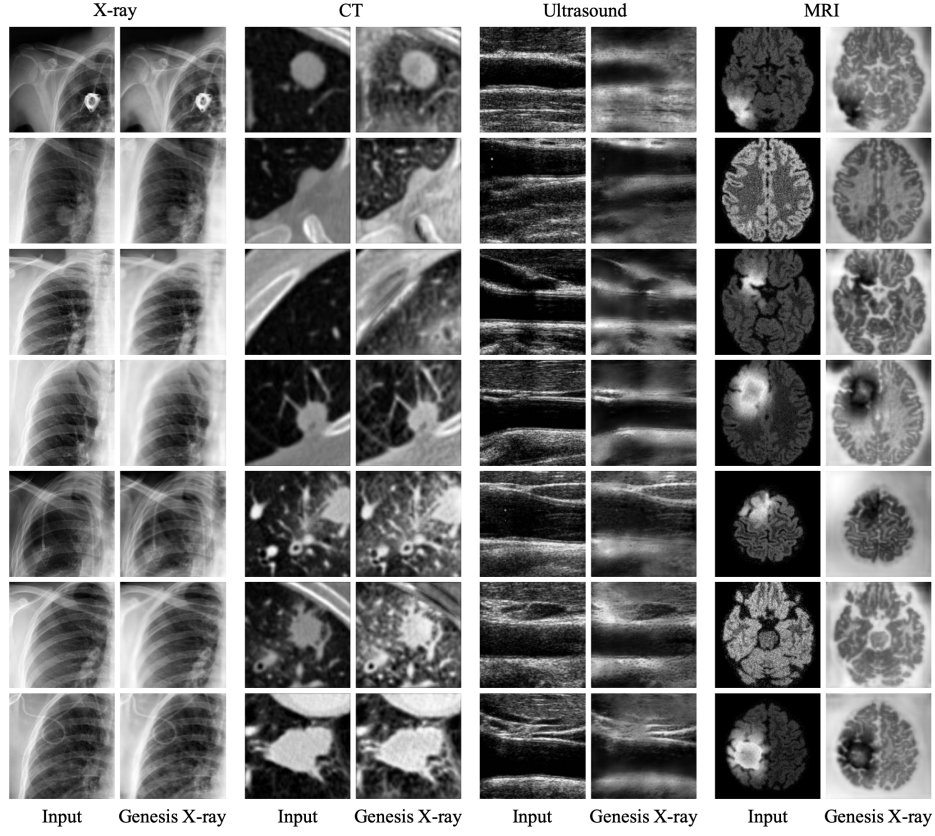 X-ray CT Ultrasound MRI
Input Genesis X-ray Input Genesis X-ray Input Genesis X-ray Input Genesis X-ray